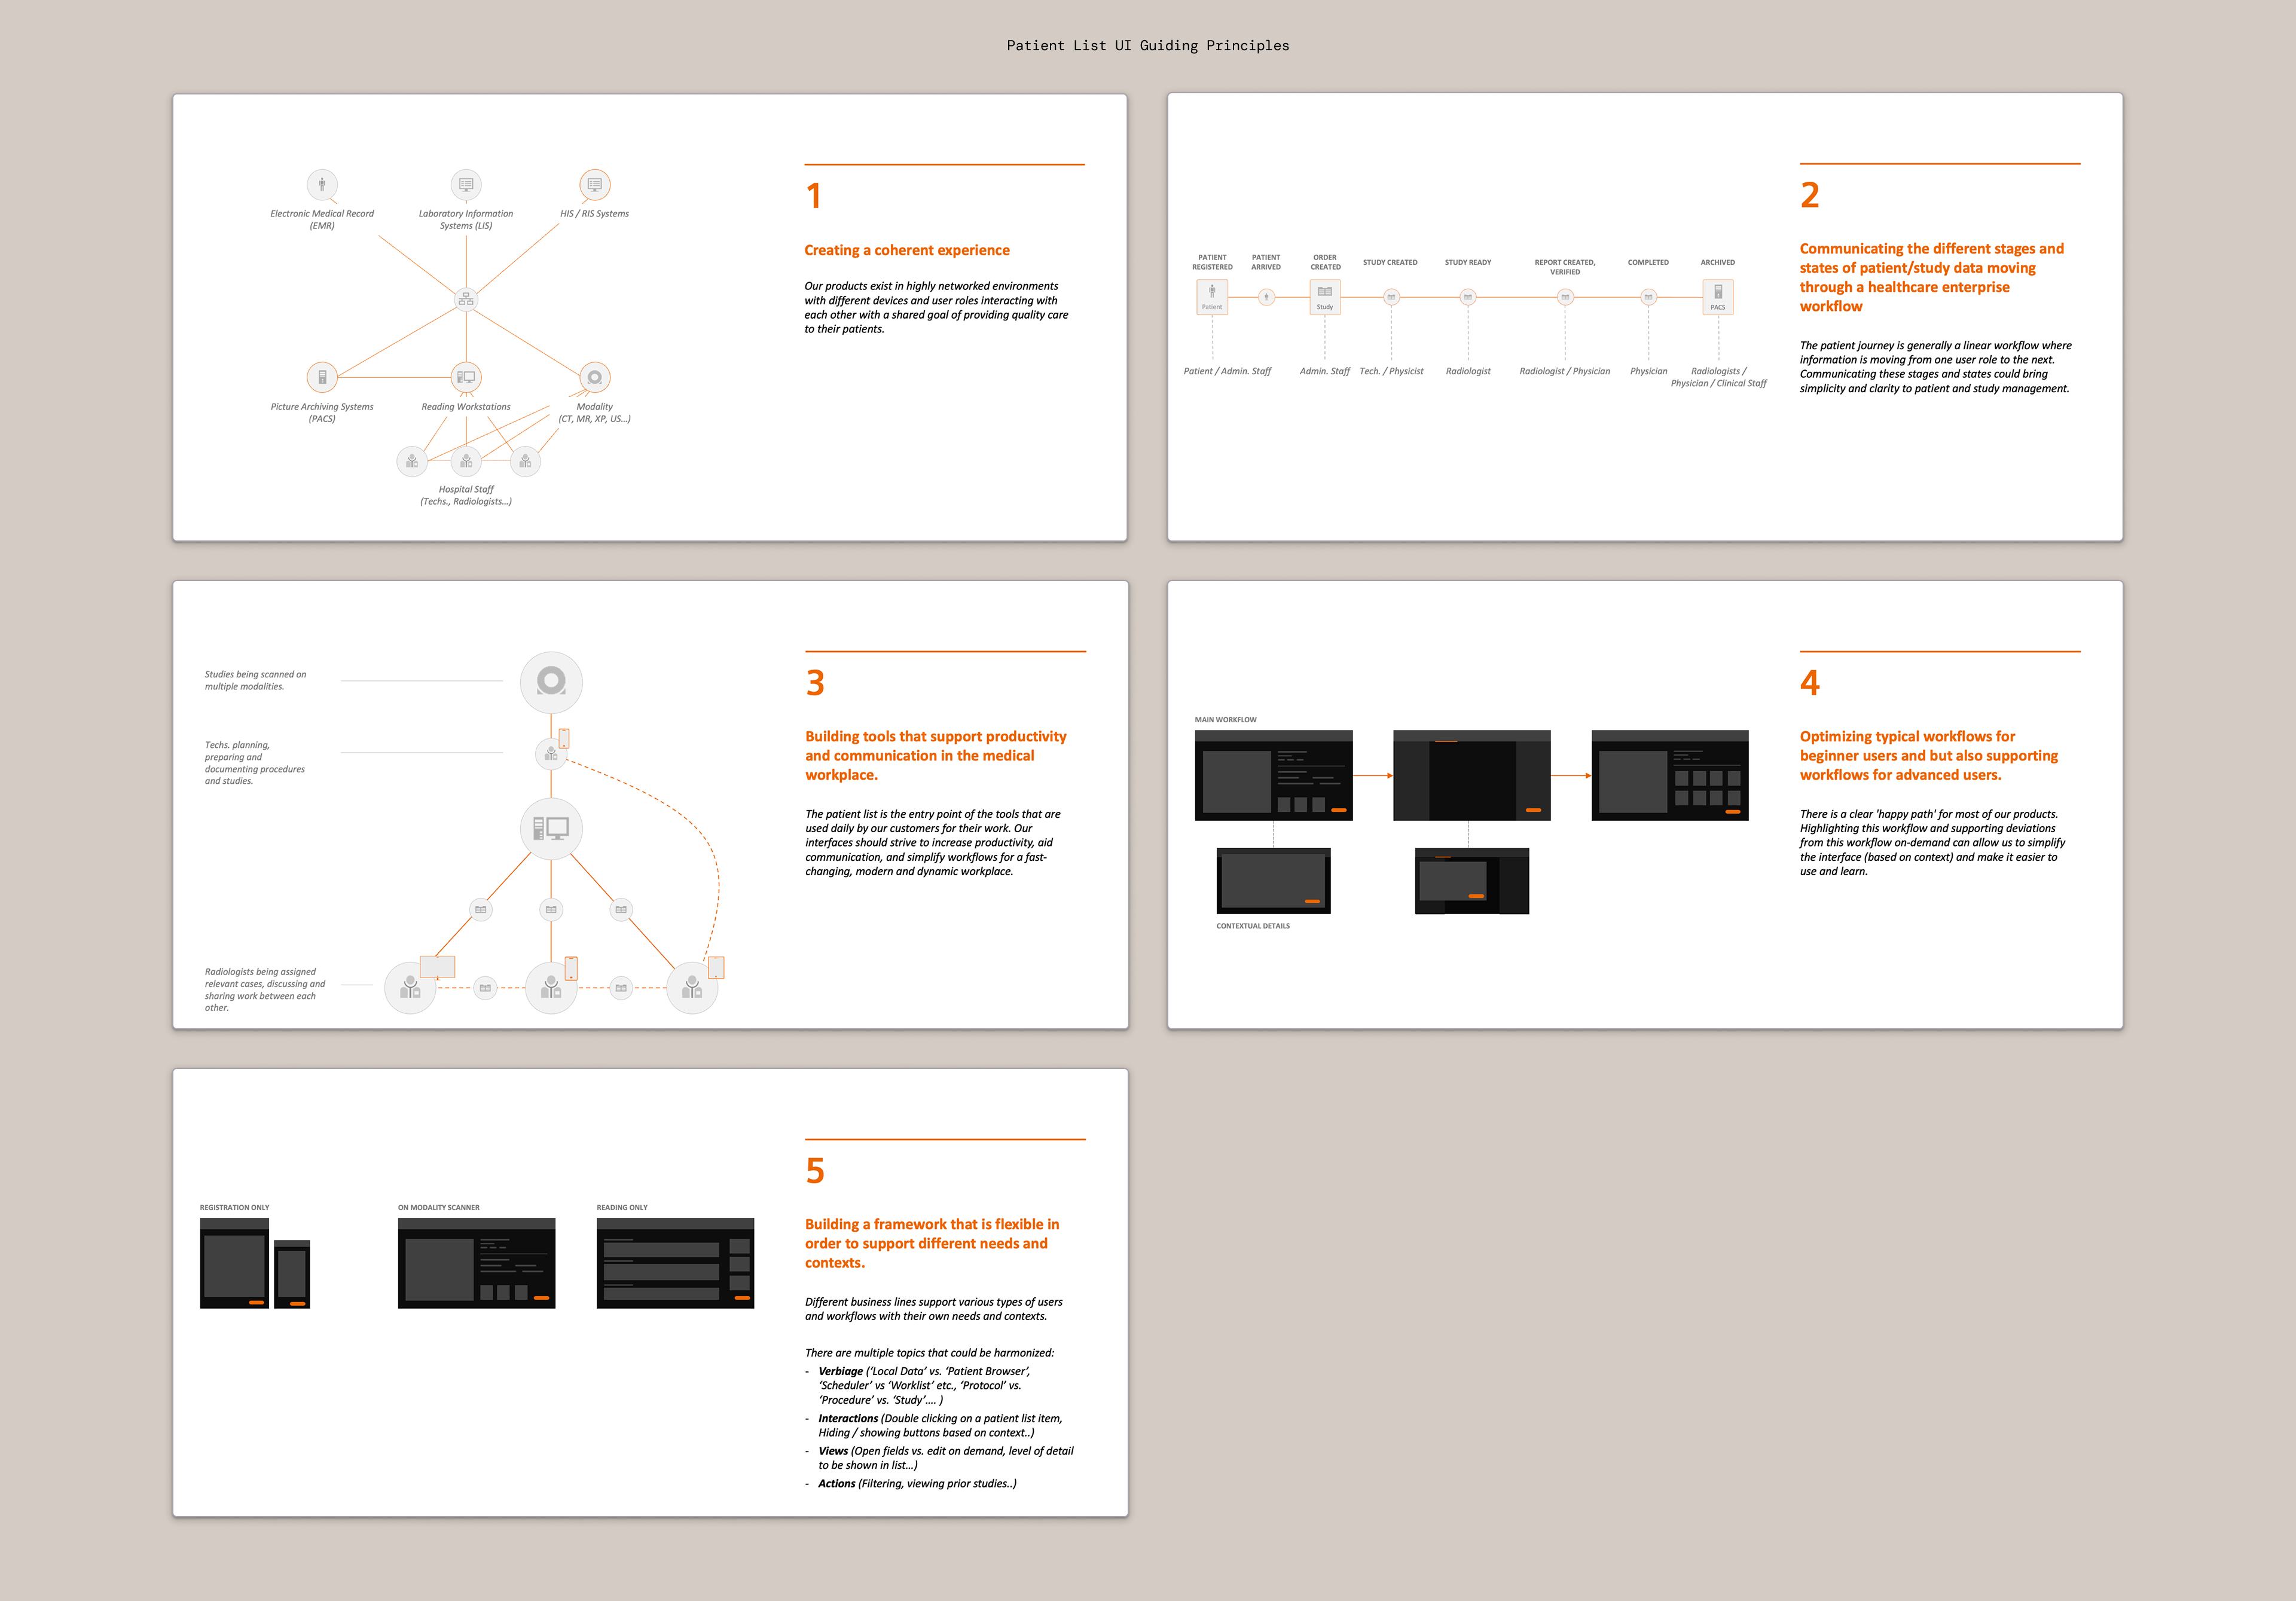 Patient List UI Guiding Principles
Electronic Medical Record
(EMR)
Laboratory Information
Systems (LIS)
HIS / RIS Systems
Picture Archiving Systems
(PACS)
Reading Workstations
Modality
(CT, MR, XP, US...)
Hospital Staff
(Techs., Radiologists...)
1
Creating a coherent experience
Our products exist in highly networked environments
with different devices and user roles interacting with
each other with a shared goal of providing quality care
to their patients.
PATIENT
REGISTERED
PATIENT
ARRIVED
ORDER
CREATED
STUDY CREATED
STUDY READY
REPORT CREATED,
VERIFIED
COMPLETED
ARCHIVED
Patient
Study
PACS
Patient / Admin. Staff
Admin. Staff
Tech. / Physicist
Radiologist
Radiologist / Physician
Physician
Radiologists /
Physician / Clinical Staff
2
Communicating the different stages and
states of patient/study data moving
through a healthcare enterprise
workflow
The patient journey is generally a linear workflow where
information is moving from one user role to the next.
Communicating these stages and states could bring
simplicity and clarity to patient and study management.
Studies being scanned on
multiple modalities.
Techs. planning,
preparing and
documenting procedures
and studies.
Radiologists being assigned
relevant cases, discussing and
sharing work between each
other.
3
Building tools that support productivity
and communication in the medical
workplace.
The patient list is the entry point of the tools that are
used daily by our customers for their work. Our
interfaces should strive to increase productivity, aid
communication, and simplify workflows for a fast-
changing, modern and dynamic workplace.
MAIN WORKFLOW
CONTEXTUAL DETAILS
4
Optimizing typical workflows for
beginner users and but also supporting
workflows for advanced users.
There is a clear 'happy path' for most of our products.
Highlighting this workflow and supporting deviations
from this workflow on-demand can allow us to simplify
the interface (based on context) and make it easier to
use and learn.
REGISTRATION ONLY
ON MODALITY SCANNER
READING ONLY
5
Building a framework that is flexible in
order to support different needs and
contexts.
Different business lines support various types of users
and workflows with their own needs and contexts.
There are multiple topics that could be harmonized:
- Verbiage (‘Local Data’ vs. ‘Patient Browser’,
‘Scheduler’ vs ‘Worklist’ etc., ‘Protocol’ vs.
‘Procedure’ vs. ‘Study’.... )
- Interactions (Double clicking on a patient list item,
Hiding / showing buttons based on context..)
- Views (Open fields vs. edit on demand, level of detail
to be shown in list...)
- Actions (Filtering, viewing prior studies..)